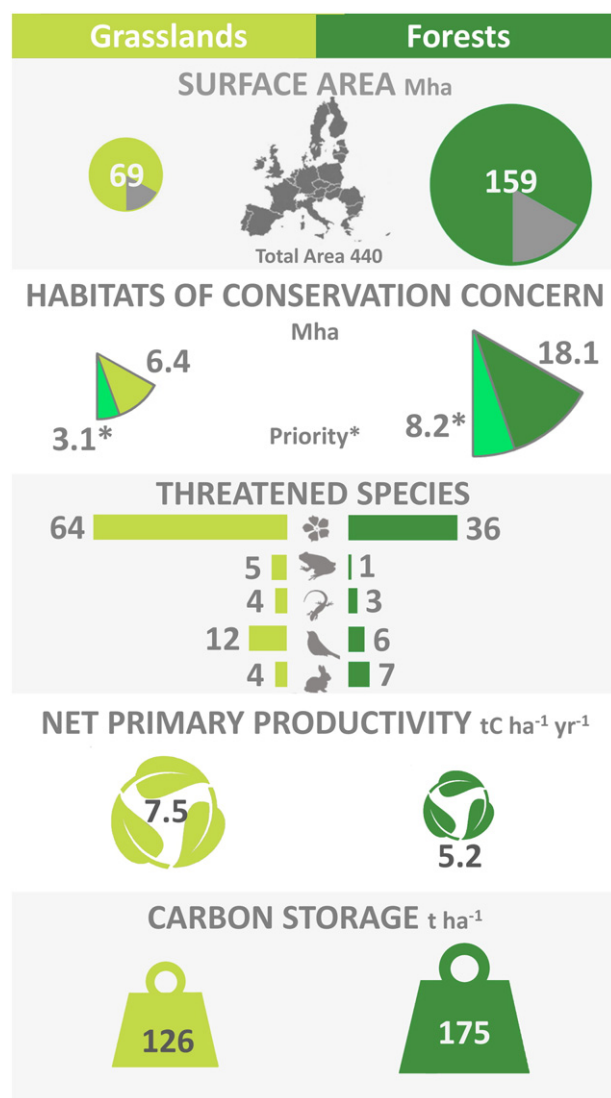 Grasslands Forests
SURFACE AREA Mha
69 159
Total Area 440
HABITATS OF CONSERVATION CONCERN
Mha
6.4 18.1
3.1* Priority* 8.2*
THREATENED SPECIES
64 36
5 1
4 3
12 6
4 7
NET PRIMARY PRODUCTIVITY tC ha⁻¹ yr⁻¹
7.5
5.2
CARBON STORAGE t ha⁻¹
126 175